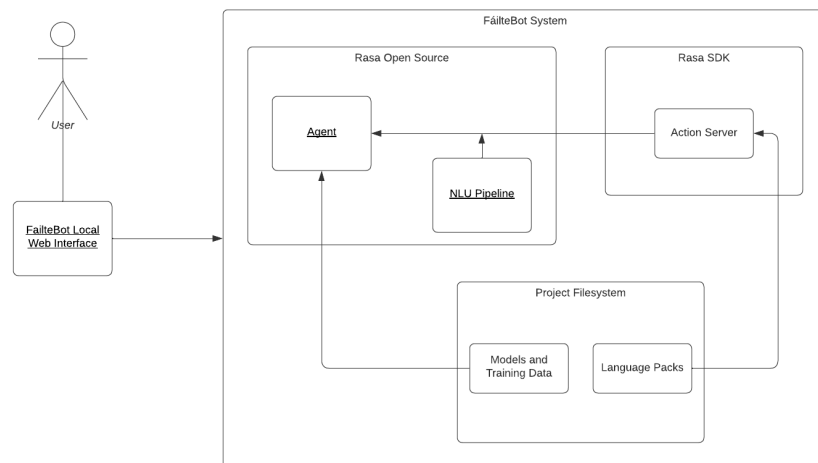 FáilteBot System
Rasa Open Source
Rasa SDK
Agent
Action Server
User
NLU Pipeline
FailteBot Local
Web Interface
Project Filesystem
Models and
Training Data
Language Packs